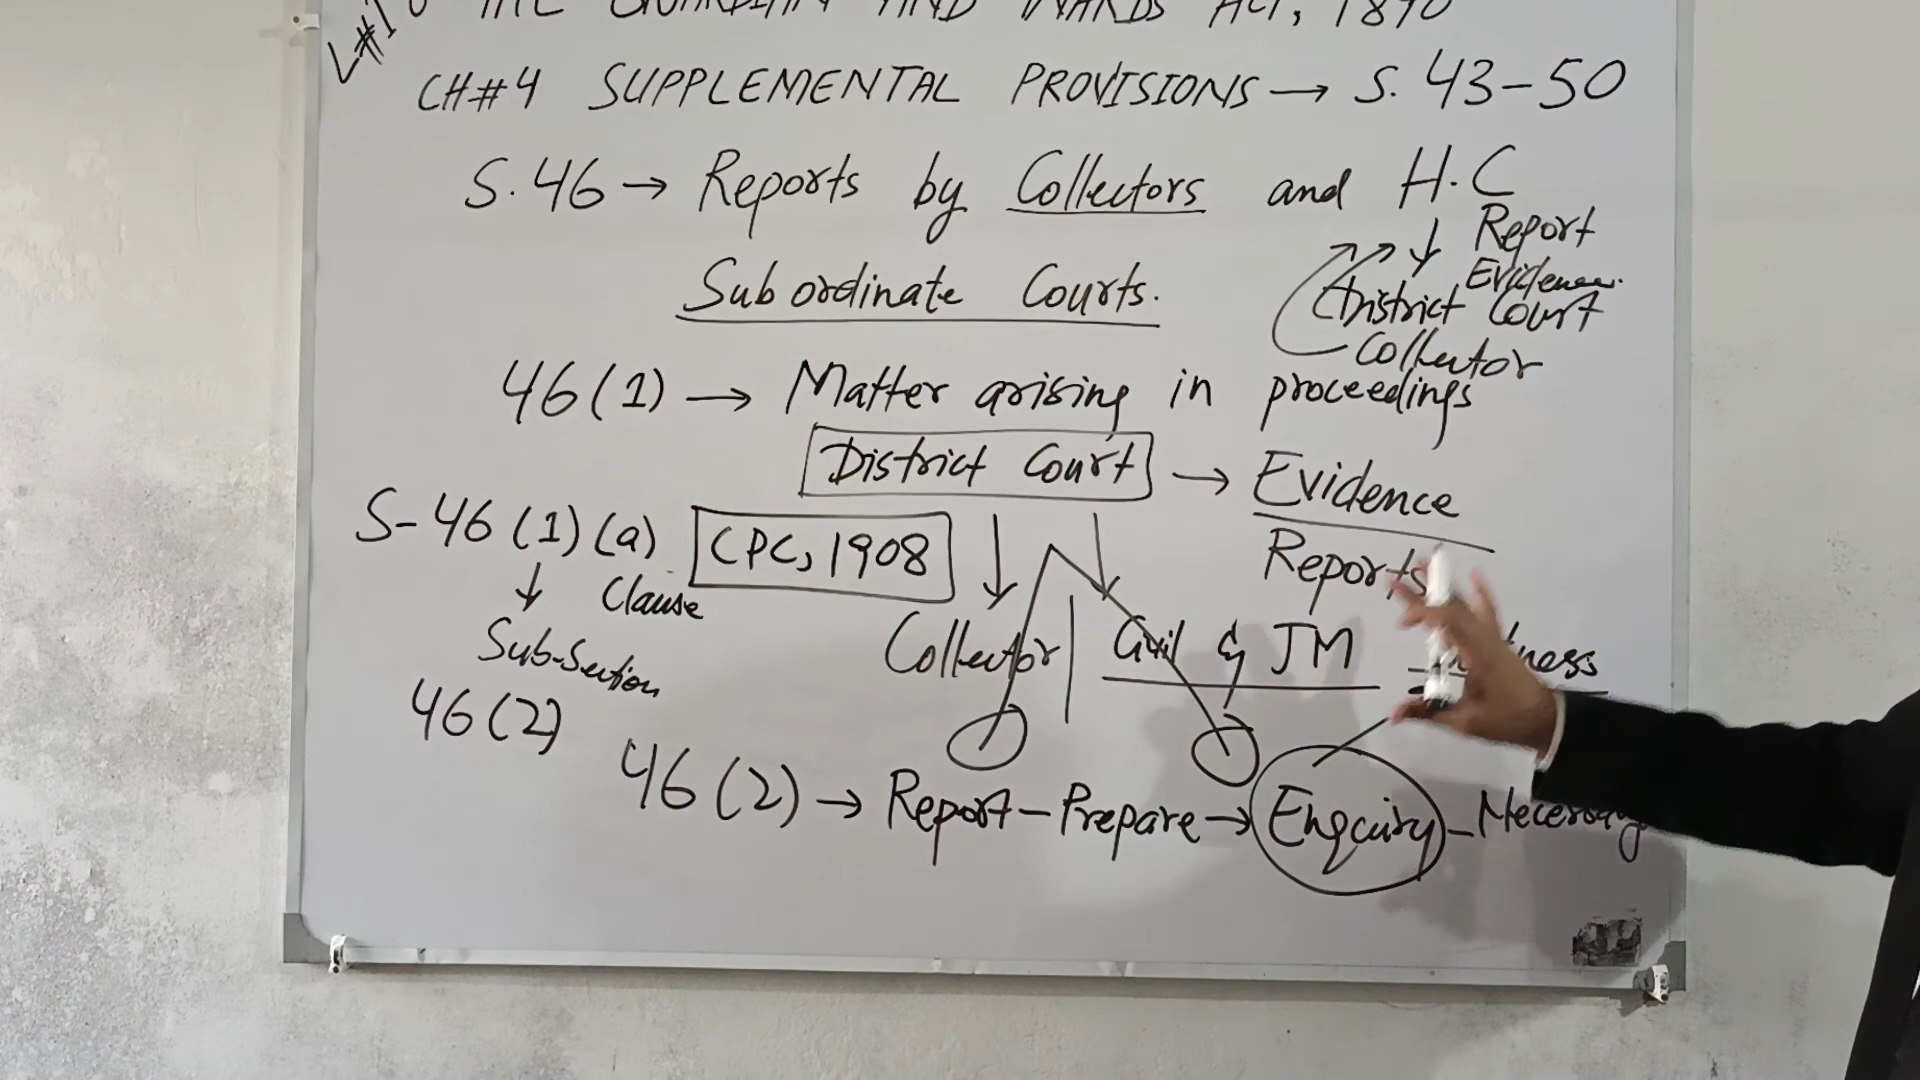 L#1
THE GUARDIAN AND WARDS ACT, 1890
CH#4 SUPPLEMENTAL PROVISIONS → S. 43-50
S. 46 → Reports by Collectors and H.C
Report
Subordinate Courts.
Evidence.
District Court
Collector
46(1) → Matter arising in proceedings
District Court → Evidence
Reports
S-46(1)(a) CPC, 1908
Clause
Sub-Section
Collector Civil & JM
46(2)
46(2) → Report - Prepare → Enquiry - Necessary